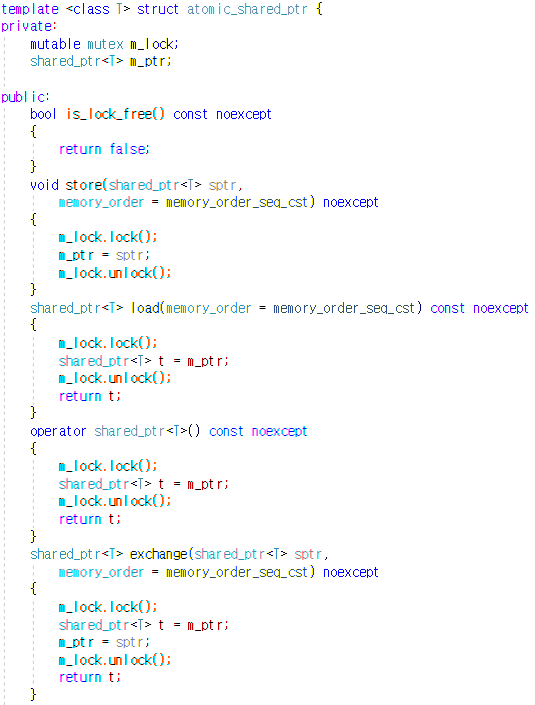 template <class T> struct atomic_shared_ptr {
private:
    mutable mutex m_lock;
    shared_ptr<T> m_ptr;

public:
    bool is_lock_free() const noexcept
    {
        return false;
    }
    void store(shared_ptr<T> sptr,
        memory_order = memory_order_seq_cst) noexcept
    {
        m_lock.lock();
        m_ptr = sptr;
        m_lock.unlock();
    }
    shared_ptr<T> load(memory_order = memory_order_seq_cst) const noexcept
    {
        m_lock.lock();
        shared_ptr<T> t = m_ptr;
        m_lock.unlock();
        return t;
    }
    operator shared_ptr<T>() const noexcept
    {
        m_lock.lock();
        shared_ptr<T> t = m_ptr;
        m_lock.unlock();
        return t;
    }
    shared_ptr<T> exchange(shared_ptr<T> sptr,
        memory_order = memory_order_seq_cst) noexcept
    {
        m_lock.lock();
        shared_ptr<T> t = m_ptr;
        m_ptr = sptr;
        m_lock.unlock();
        return t;
    }